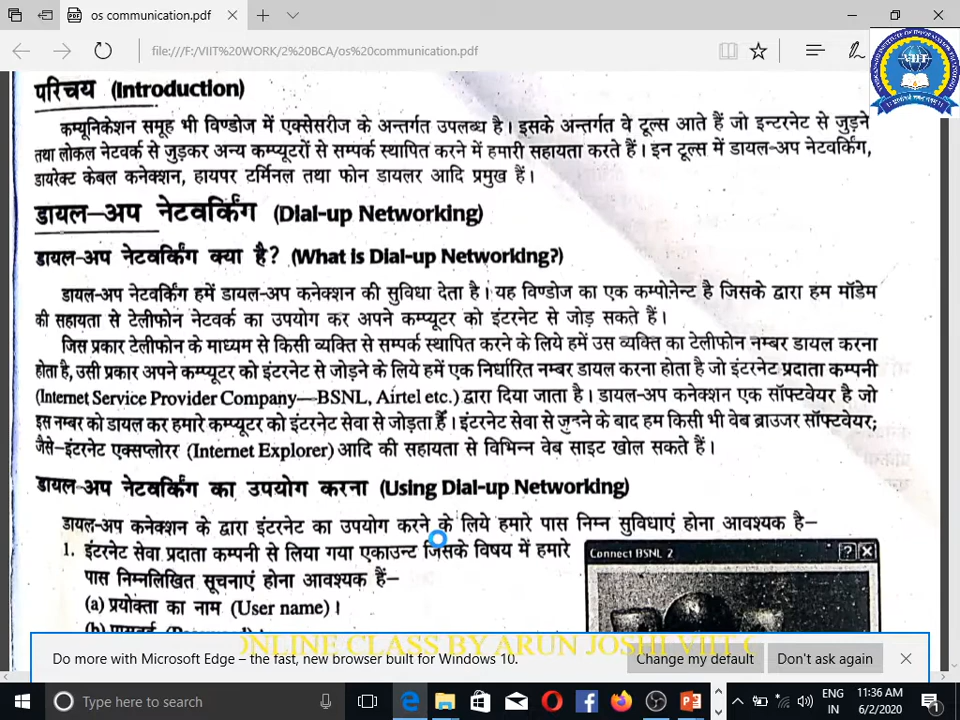 os communication.pdf
file:///F:/VIIT%20WORK/2%20BCA/os%20communication.pdf
परिचय (Introduction)
कम्यूनिकेशन समूह भी विण्डोज में एक्सेसरीज के अन्तर्गत उपलब्ध है। इसके अन्तर्गत वे टूल्स आते हैं जो इन्टरनेट से जुड़ने
तथा लोकल नेटवर्क से जुड़कर अन्य कम्प्यूटरों से सम्पर्क स्थापित करने में हमारी सहायता करते हैं। इन टूल्स में डायल-अप नेटवर्किंग,
डायरेक्ट केबल कनेक्शन, हायपर टर्मिनल तथा फोन डायलर आदि प्रमुख हैं।
डायल-अप नेटवर्किंग (Dial-up Networking)
डायल-अप नेटवर्किंग क्या है? (What is Dial-up Networking?)
डायल-अप नेटवर्किंग हमें डायल-अप कनेक्शन की सुविधा देता है। यह विण्डोज का एक कम्पोनेन्ट है जिसके द्वारा हम मॉडेम
की सहायता से टेलीफोन नेटवर्क का उपयोग कर अपने कम्प्यूटर को इंटरनेट से जोड़ सकते हैं।
जिस प्रकार टेलीफोन के माध्यम से किसी व्यक्ति से सम्पर्क स्थापित करने के लिये हमें उस व्यक्ति का टेलीफोन नम्बर डायल करना
होता है, उसी प्रकार अपने कम्प्यूटर को इंटरनेट से जोड़ने के लिये हमें एक निर्धारित नम्बर डायल करना होता है जो इंटरनेट प्रदाता कम्पनी
(Internet Service Provider Company—BSNL, Airtel etc.) द्वारा दिया जाता है। डायल-अप कनेक्शन एक सॉफ्टवेयर है जो
इस नम्बर को डायल कर हमारे कम्प्यूटर को इंटरनेट सेवा से जोड़ता है। इंटरनेट सेवा से जुड़ने के बाद हम किसी भी वेब ब्राउजर सॉफ्टवेयर;
जैसे-इंटरनेट एक्सप्लोरर (Internet Explorer) आदि की सहायता से विभिन्न वेब साइट खोल सकते हैं।
डायल-अप नेटवर्किंग का उपयोग करना (Using Dial-up Networking)
डायल-अप कनेक्शन के द्वारा इंटरनेट का उपयोग करने के लिये हमारे पास निम्न सुविधाएं होना आवश्यक है–
1. इंटरनेट सेवा प्रदाता कम्पनी से लिया गया एकाउन्ट जिसके विषय में हमारे
पास निम्नलिखित सूचनाएं होना आवश्यक हैं–
(a) प्रयोक्ता का नाम (User name)।
Connect BSNL 2
ONLINE CLASS BY ARUN JOSHI VIIT
Do more with Microsoft Edge – the fast, new browser built for Windows 10.
Change my default
Don't ask again
Type here to search
ENG
IN
11:36 AM
6/2/2020
1